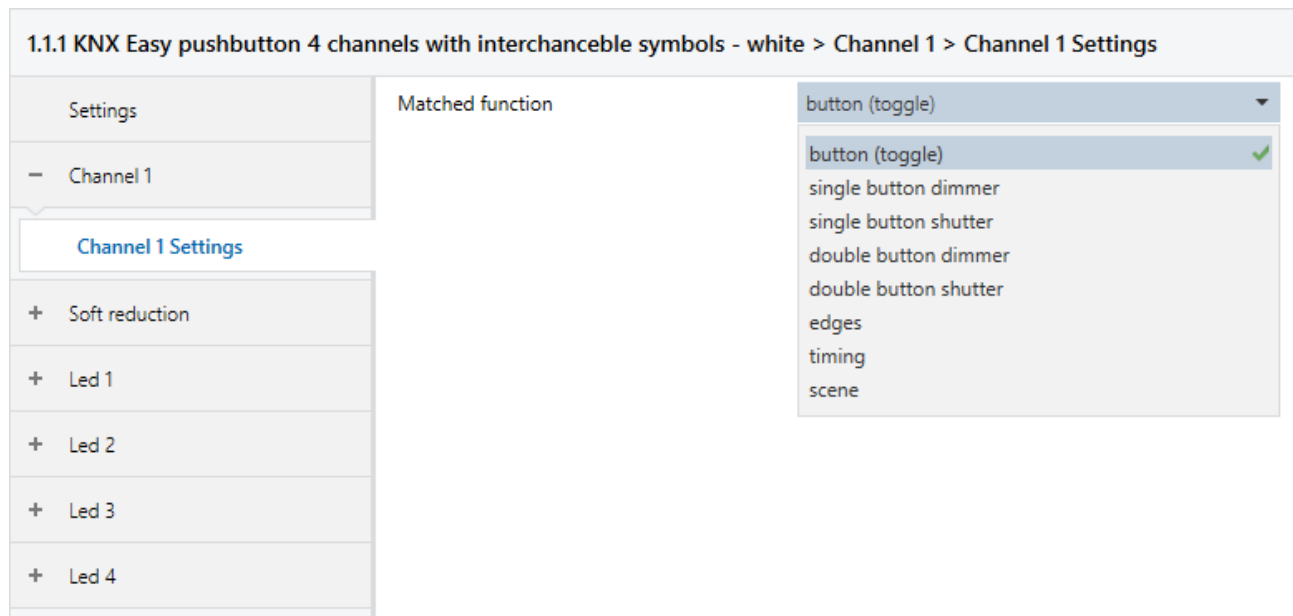 1.1.1 KNX Easy pushbutton 4 channels with interchanceble symbols - white > Channel 1 > Channel 1 Settings
Settings
− Channel 1
Channel 1 Settings
+ Soft reduction
+ Led 1
+ Led 2
+ Led 3
+ Led 4
Matched function
button (toggle)
button (toggle)
single button dimmer
single button shutter
double button dimmer
double button shutter
edges
timing
scene